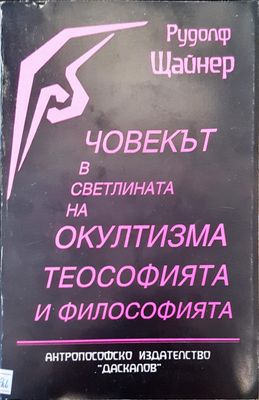 Рудолф
Щайнер
ЧОВЕКЪТ
В
СВЕТЛИНАТА
НА
ОКУЛТИЗМА
ТЕОСОФИЯТА
И ФИЛОСОФИЯТА
АНТРОПОСОФСКО ИЗДАТЕЛСТВО
"ДАСКАЛОВ"